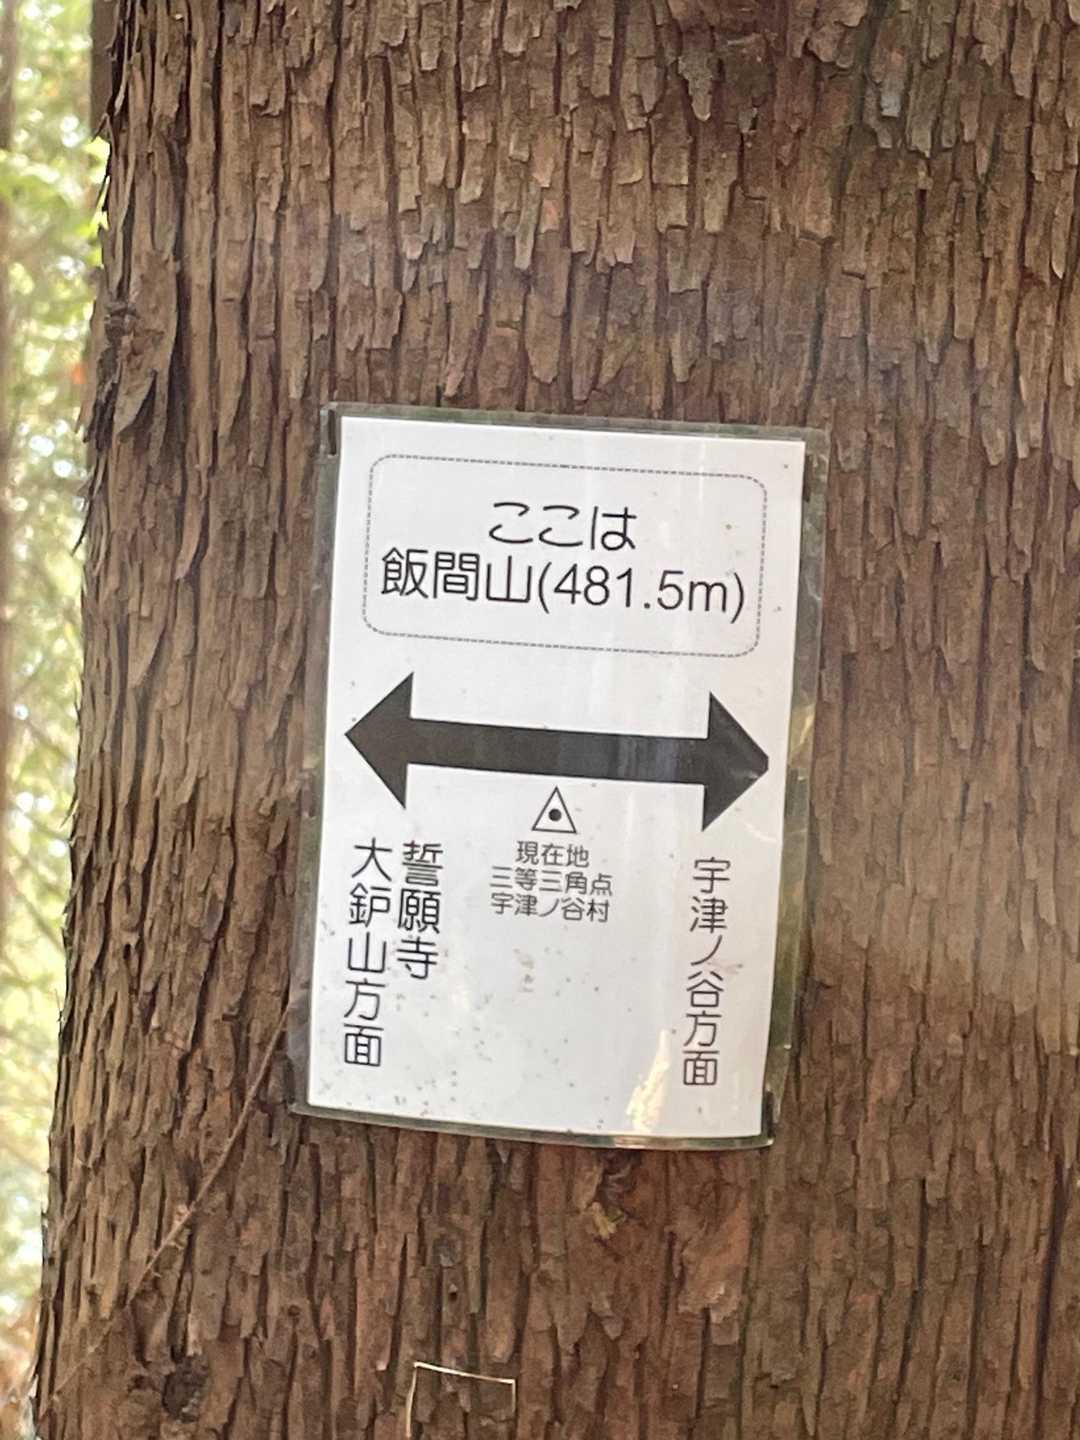 ここは
飯間山(481.5m)
誓願寺
大鈩山方面
現在地
三等三角点
宇津ノ谷村
宇津ノ谷方面